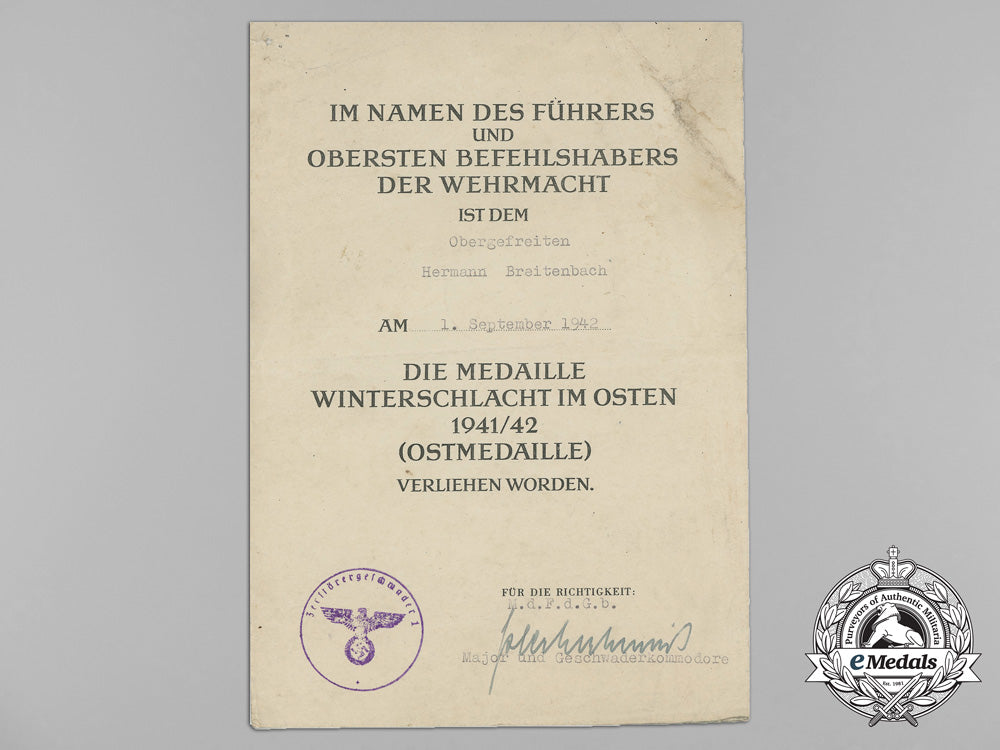 IM NAMEN DES FÜHRERS
UND
OBERSTEN BEFEHLSHABERS
DER WEHRMACHT
IST DEM
Obergefreiten
Hermann Breitenbach
AM 1. September 1942
DIE MEDAILLE
WINTERSCHLACHT IM OSTEN
1941/42
(OSTMEDAILLE)
VERLIEHEN WORDEN.
Zerstörergeschwader 1
FÜR DIE RICHTIGKEIT:
M.d.F.d.G.b.
Major und Geschwaderkommodore
Purveyors of Authentic Militaria
eMedals
Est. 1981